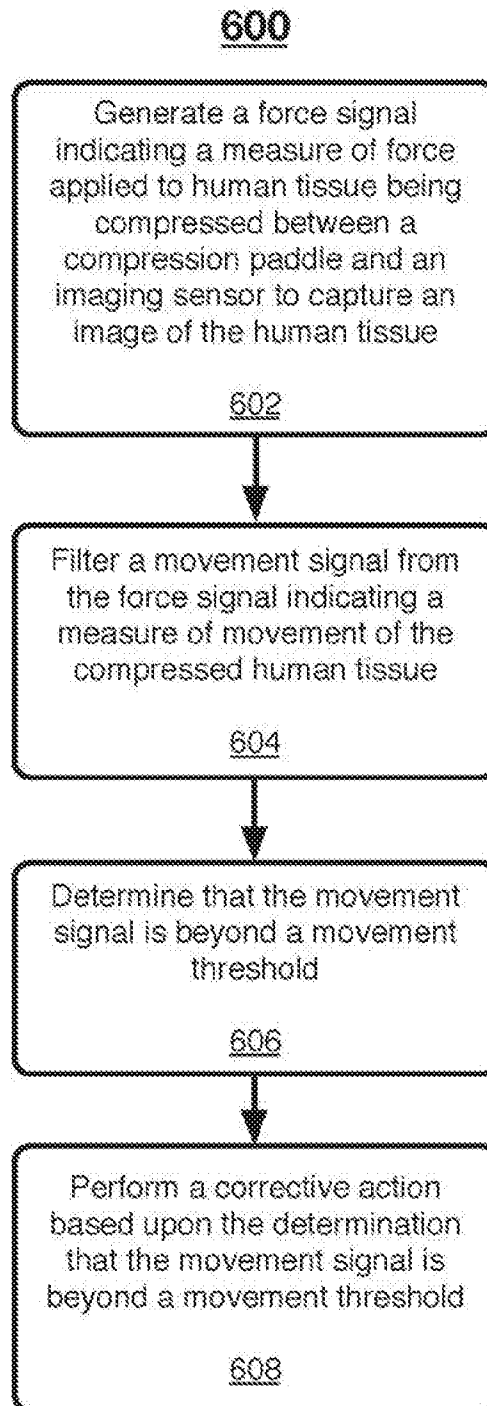 600
Generate a force signal
indicating a measure of force
applied to human tissue being
compressed between a
compression paddle and an
imaging sensor to capture an
image of the human tissue
602
Filter a movement signal from
the force signal indicating a
measure of movement of the
compressed human tissue
604
Determine that the movement
signal is beyond a movement
threshold
606
Perform a corrective action
based upon the determination
that the movement signal is
beyond a movement threshold
608